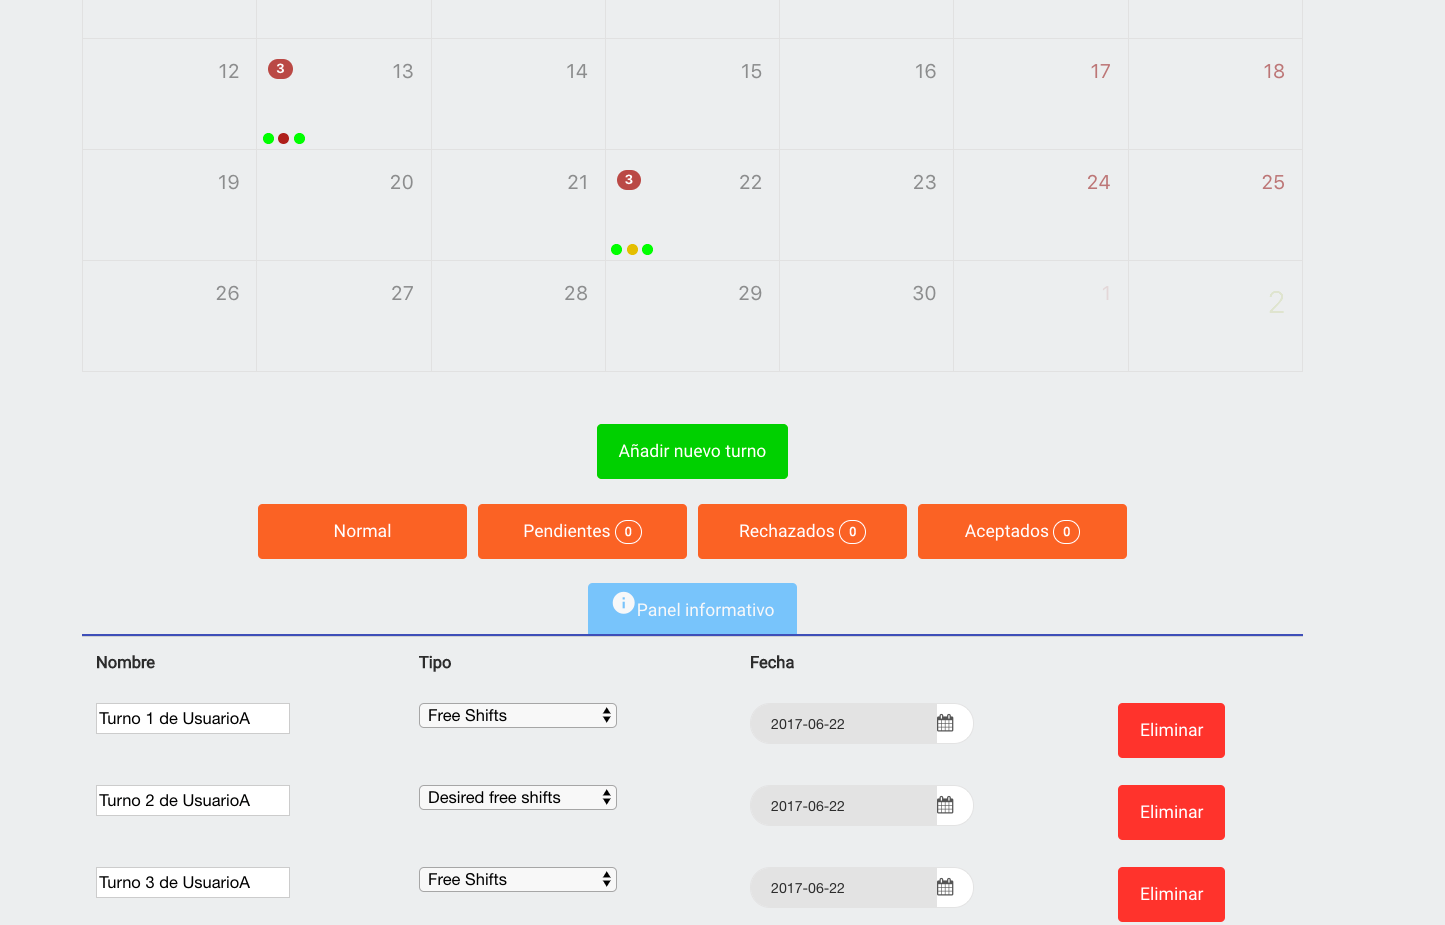 12 3 13 14 15 16 17 18
19 20 21 3 22 23 24 25
26 27 28 29 30 1 2
Añadir nuevo turno
Normal Pendientes 0 Rechazados 0 Aceptados 0
Panel informativo
Nombre Tipo Fecha
Turno 1 de UsuarioA Free Shifts 2017-06-22 Eliminar
Turno 2 de UsuarioA Desired free shifts 2017-06-22 Eliminar
Turno 3 de UsuarioA Free Shifts 2017-06-22 Eliminar